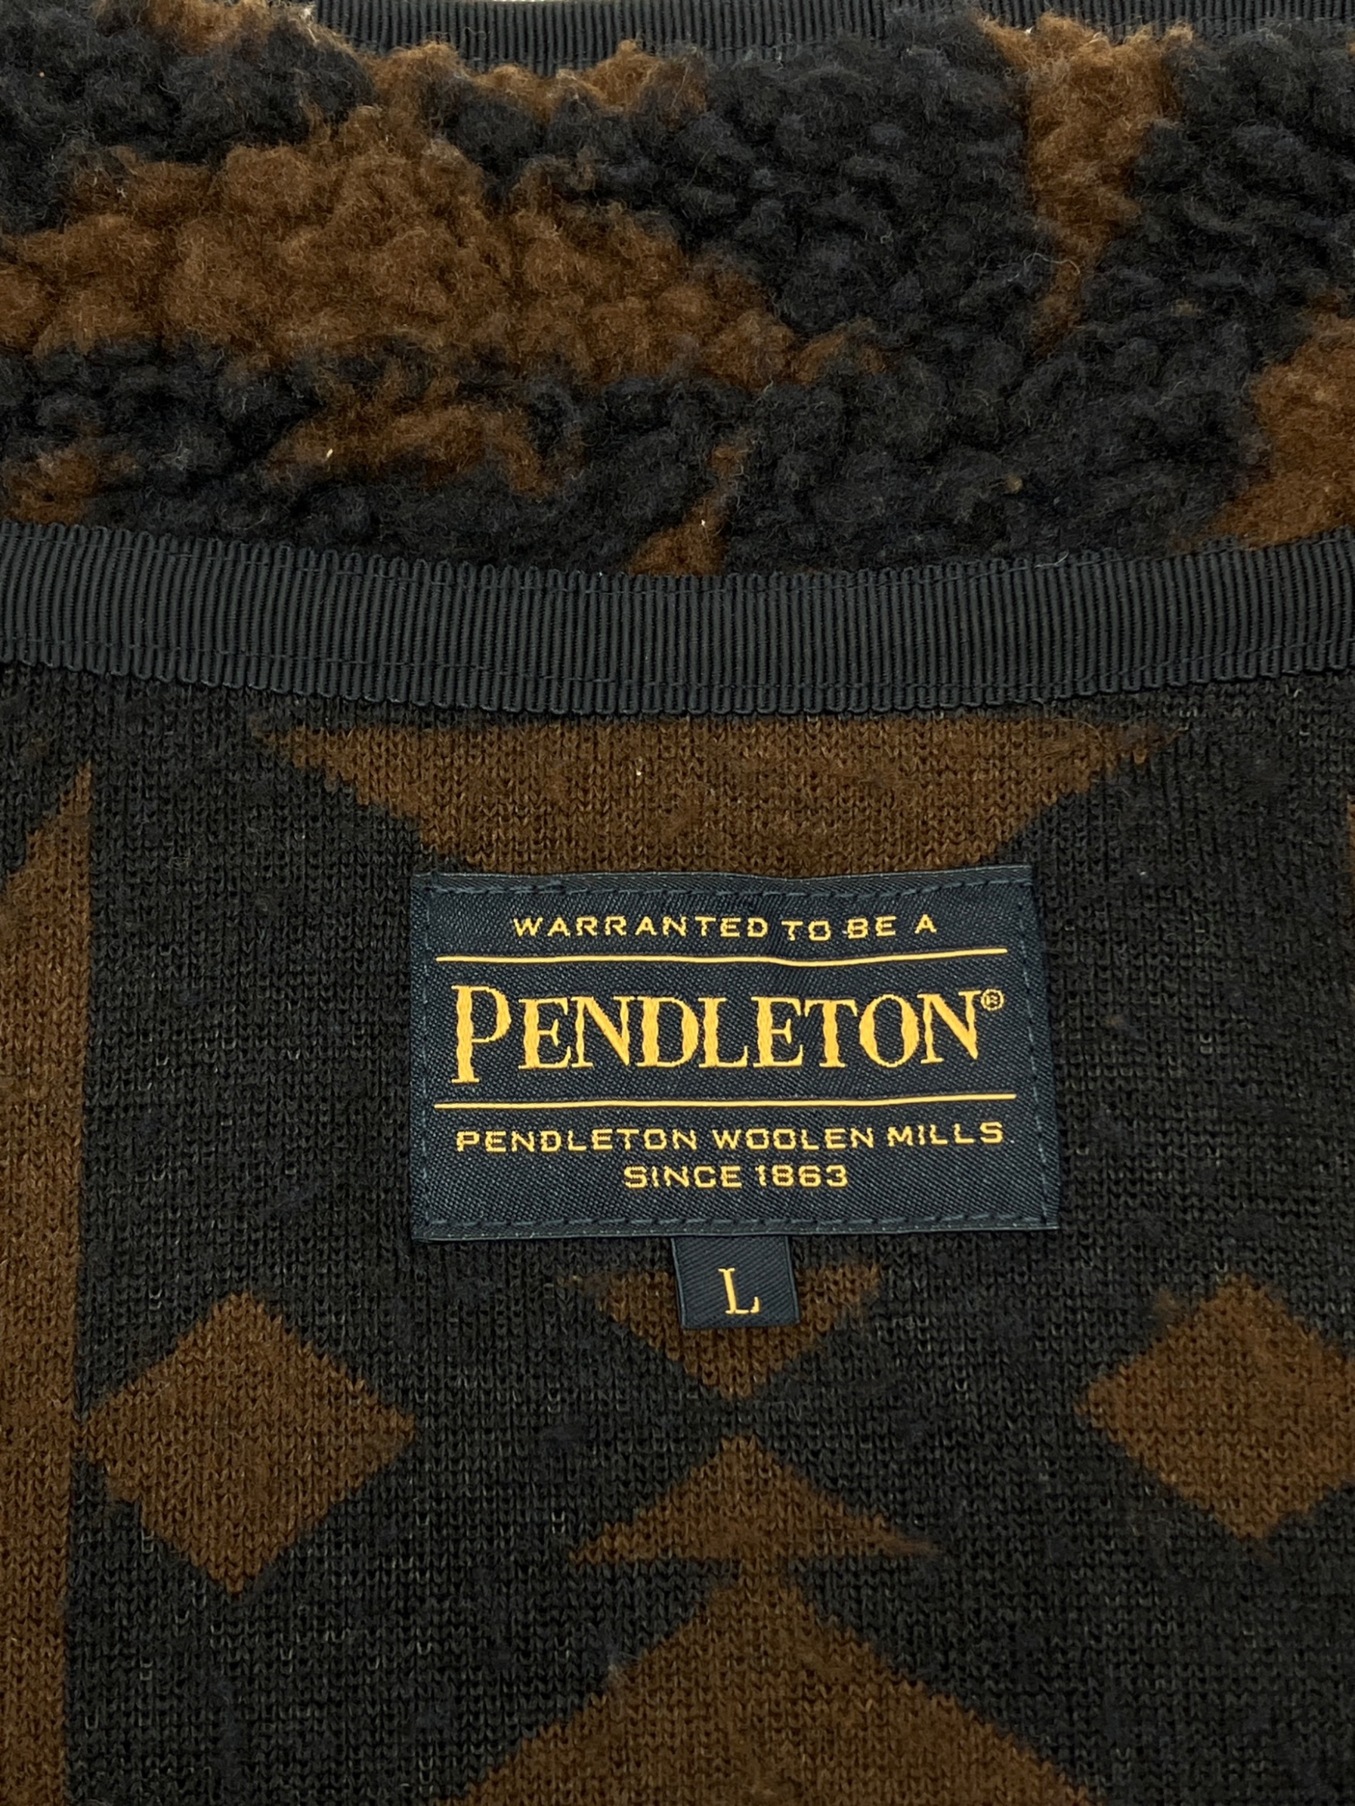 WARRANTED TO BE A
PENDLETON®
PENDLETON WOOLEN MILLS
SINCE 1863
L